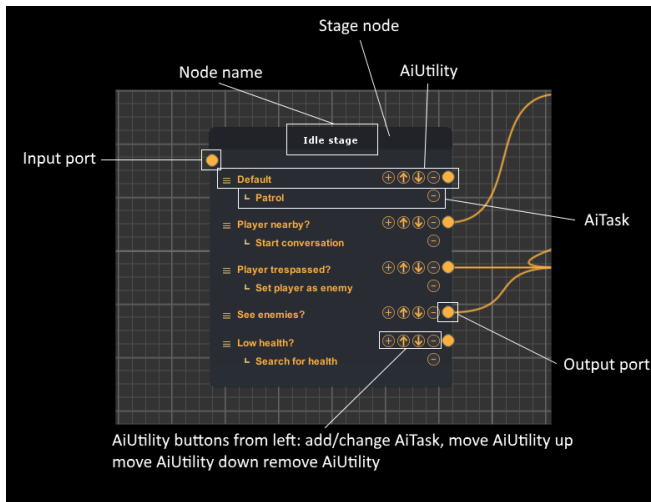 Stage node
Node name
AiUtility
Idle stage
Input port
Default
Patrol
AiTask
Player nearby?
Start conversation
Player trespassed?
Set player as enemy
See enemies?
Low health?
Search for health
Output port
AiUtility buttons from left: add/change AiTask, move AiUtility up
move AiUtility down remove AiUtility